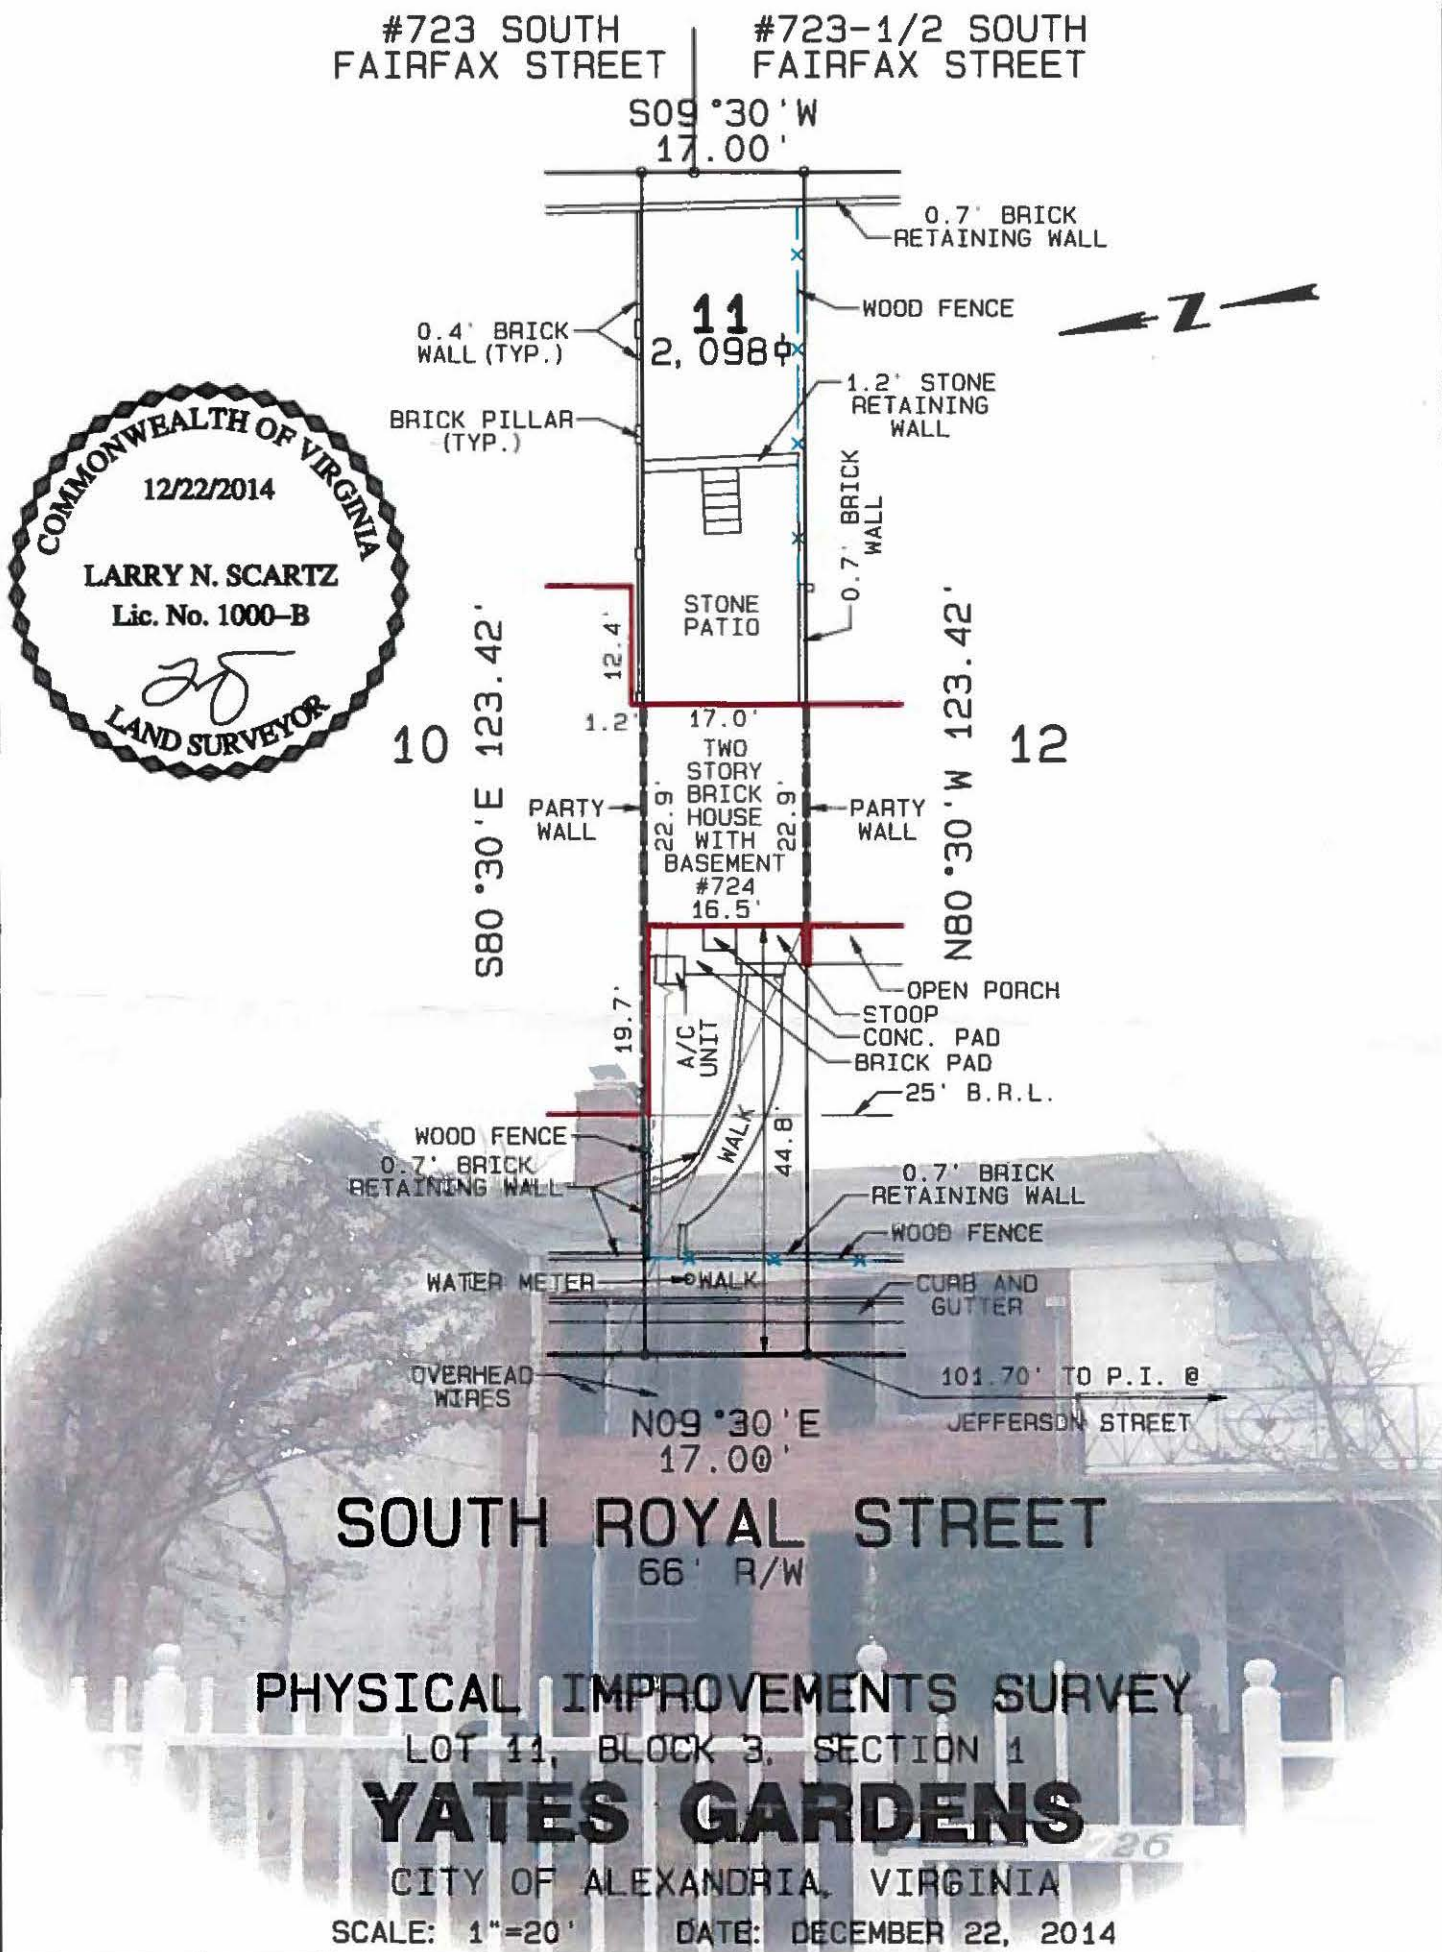 #723 SOUTH
FAIRFAX STREET
#723-1/2 SOUTH
FAIRFAX STREET
S09°30'W
17.00'
0.7' BRICK
RETAINING WALL
WOOD FENCE
Z
11
2,098
0.4' BRICK
WALL (TYP.)
1.2' STONE
RETAINING
WALL
BRICK PILLAR
(TYP.)
0.7' BRICK
WALL
COMMONWEALTH OF VIRGINIA
12/22/2014
LARRY N. SCARTZ
Lic. No. 1000-B
LAND SURVEYOR
STONE
PATIO
12.4'
S80°30'E 123.42'
N80°30'W 123.42'
10
12
1.2'
17.0'
TWO
STORY
BRICK
HOUSE
WITH
BASEMENT
#724
16.5'
22.9'
22.9'
PARTY
WALL
PARTY
WALL
OPEN PORCH
STOOP
CONC. PAD
BRICK PAD
25' B.R.L.
19.7'
A/C
UNIT
WALK
44.8'
WOOD FENCE
0.7' BRICK
RETAINING WALL
0.7' BRICK
RETAINING WALL
WOOD FENCE
WATER METER
WALK
CURB AND
GUTTER
OVERHEAD
WIRES
101.70' TO P.I. @
JEFFERSON STREET
N09°30'E
17.00'
SOUTH ROYAL STREET
66' R/W
PHYSICAL IMPROVEMENTS SURVEY
LOT 11, BLOCK 3, SECTION 1
YATES GARDENS
726
CITY OF ALEXANDRIA, VIRGINIA
SCALE: 1"=20'
DATE: DECEMBER 22, 2014